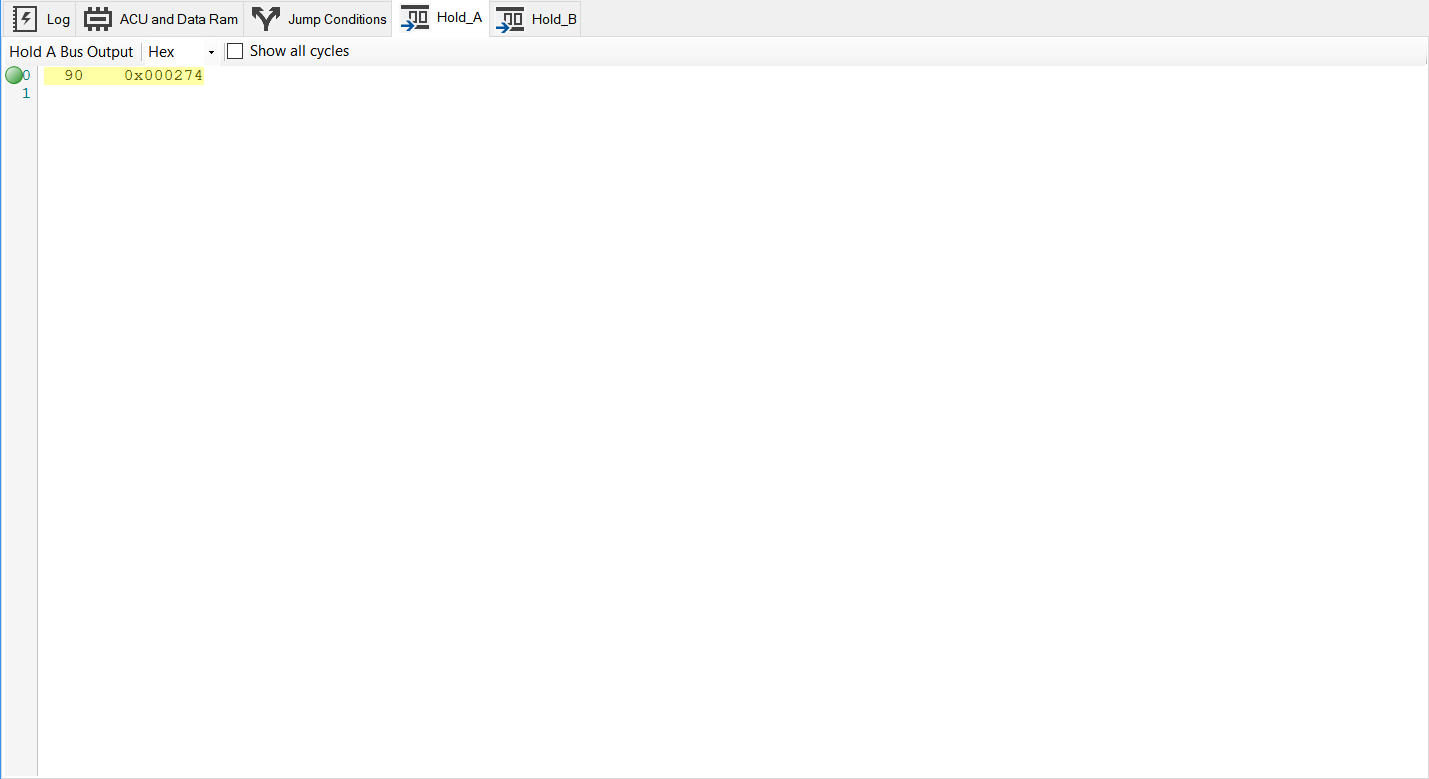 Log ACU and Data Ram Jump Conditions Hold_A Hold_B
Hold A Bus Output Hex Show all cycles
0 90 0x000274
1